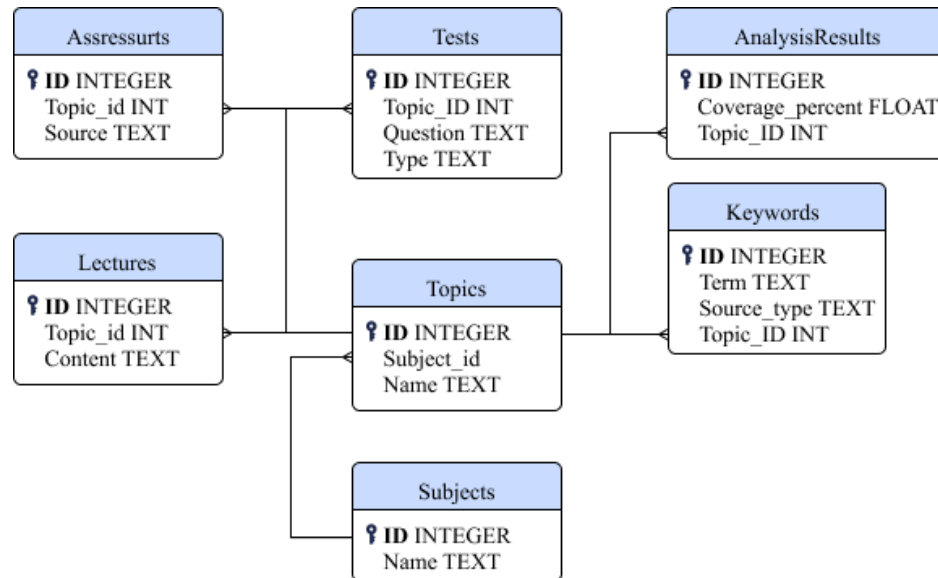 Assressurts
ID INTEGER
Topic_id INT
Source TEXT
Tests
ID INTEGER
Topic_ID INT
Question TEXT
Type TEXT
AnalysisResults
ID INTEGER
Coverage_percent FLOAT
Topic_ID INT
Lectures
ID INTEGER
Topic_id INT
Content TEXT
Topics
ID INTEGER
Subject_id
Name TEXT
Keywords
ID INTEGER
Term TEXT
Source_type TEXT
Topic_ID INT
Subjects
ID INTEGER
Name TEXT